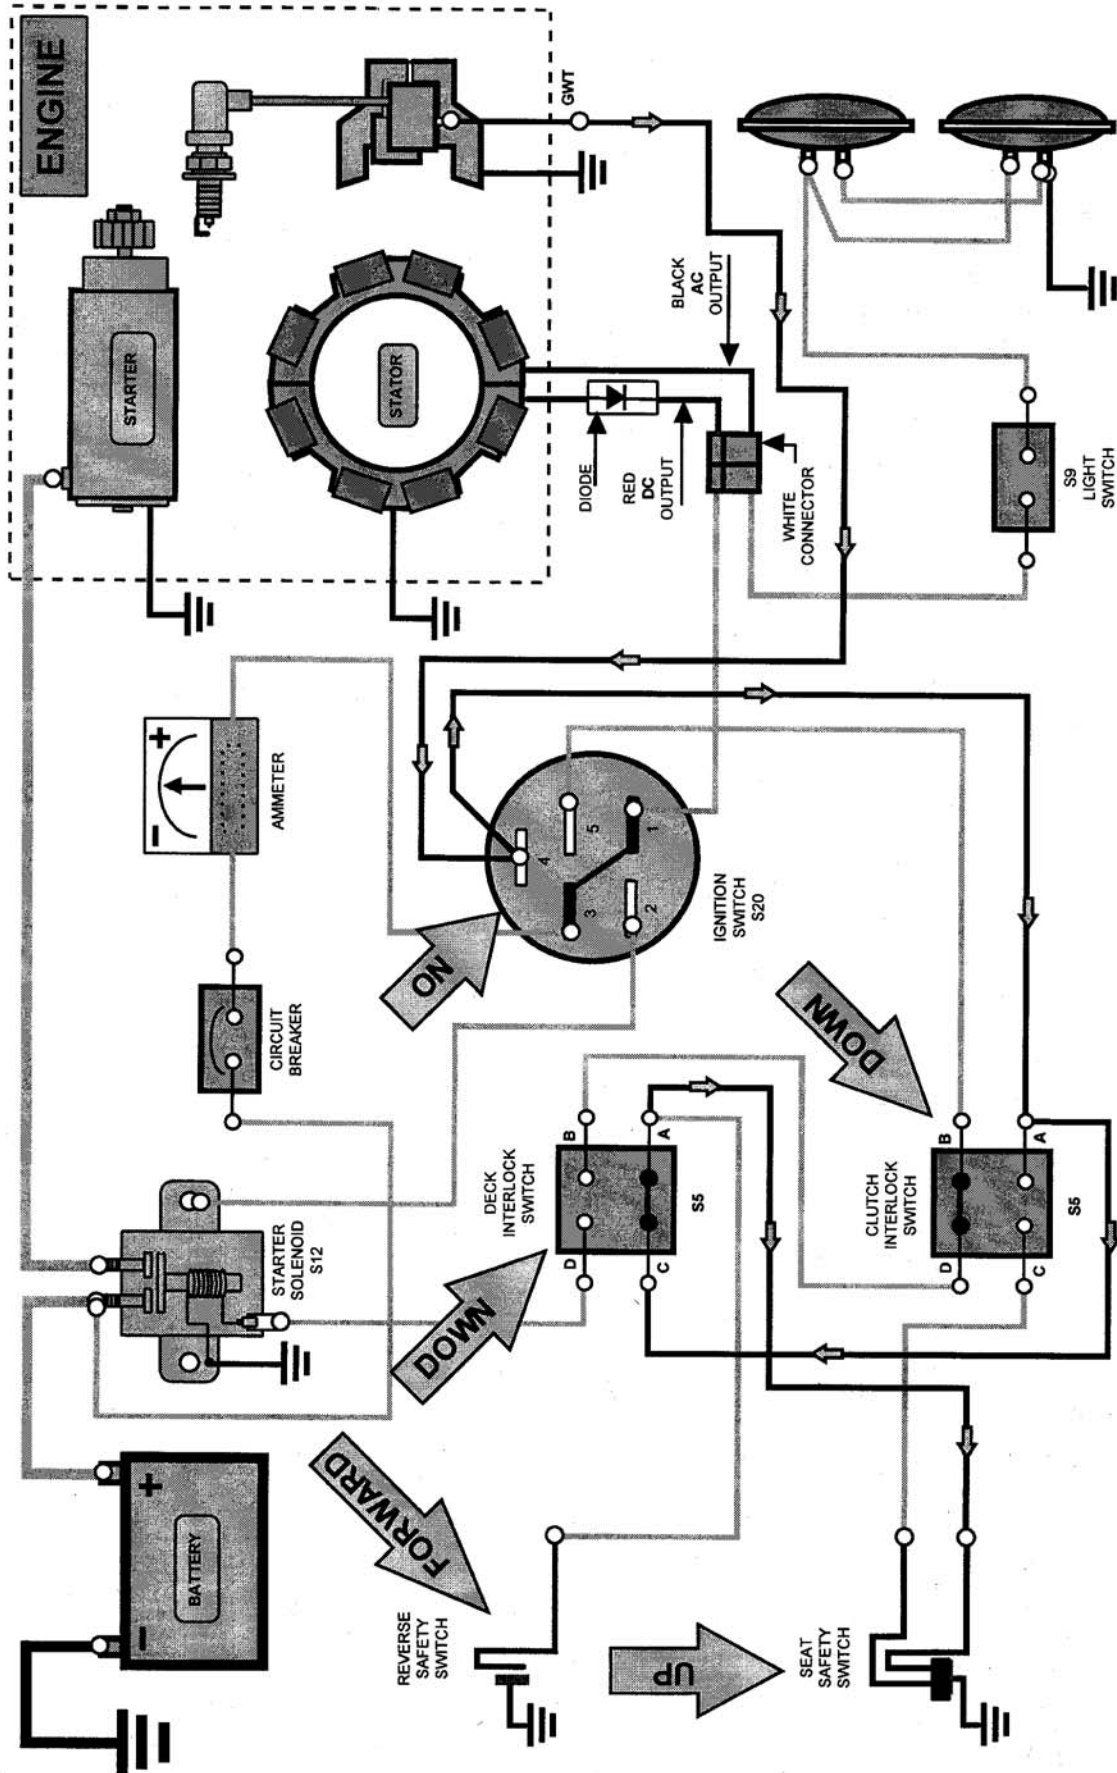 ENGINE
STARTER
STATOR
GWT
BLACK
AC
OUTPUT
DIODE
RED
DC
OUTPUT
WHITE
CONNECTOR
S9
LIGHT
SWITCH
-
+
AMMETER
CIRCUIT
BREAKER
ON
4
5
3
1
2
IGNITION
SWITCH
S20
STARTER
SOLENOID
S12
DOWN
DECK
INTERLOCK
SWITCH
B
A
D
C
S5
DOWN
CLUTCH
INTERLOCK
SWITCH
B
A
D
C
S5
BATTERY
+
-
FORWARD
REVERSE
SAFETY
SWITCH
UP
SEAT
SAFETY
SWITCH